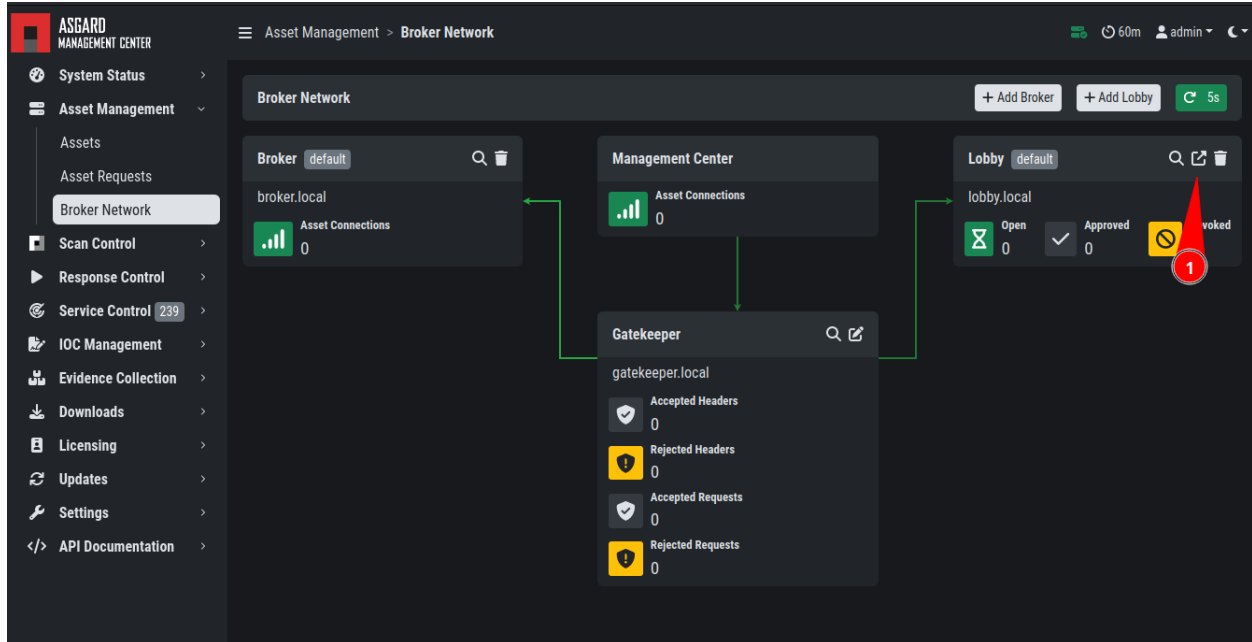 ASGARD
MANAGEMENT CENTER
Asset Management > Broker Network
60m
admin
System Status
Asset Management
Assets
Asset Requests
Broker Network
Scan Control
Response Control
Service Control 239
IOC Management
Evidence Collection
Downloads
Licensing
Updates
Settings
API Documentation
Broker Network
+ Add Broker
+ Add Lobby
5s
Broker default
broker.local
Asset Connections
0
Management Center
Asset Connections
0
Lobby default
lobby.local
Open
0
Approved
0
1
Gatekeeper
gatekeeper.local
Accepted Headers
0
Rejected Headers
0
Accepted Requests
0
Rejected Requests
0